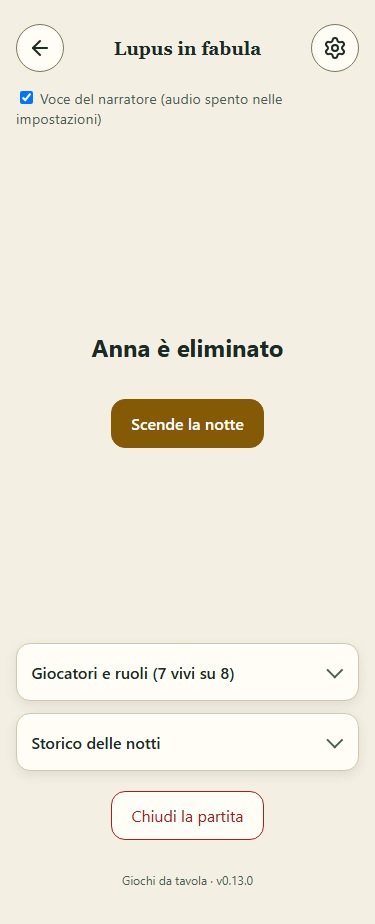 Lupus in fabula
Voce del narratore (audio spento nelle
impostazioni)
Anna è eliminato
Scende la notte
Giocatori e ruoli (7 vivi su 8)
Storico delle notti
Chiudi la partita
Giochi da tavola · v0.13.0